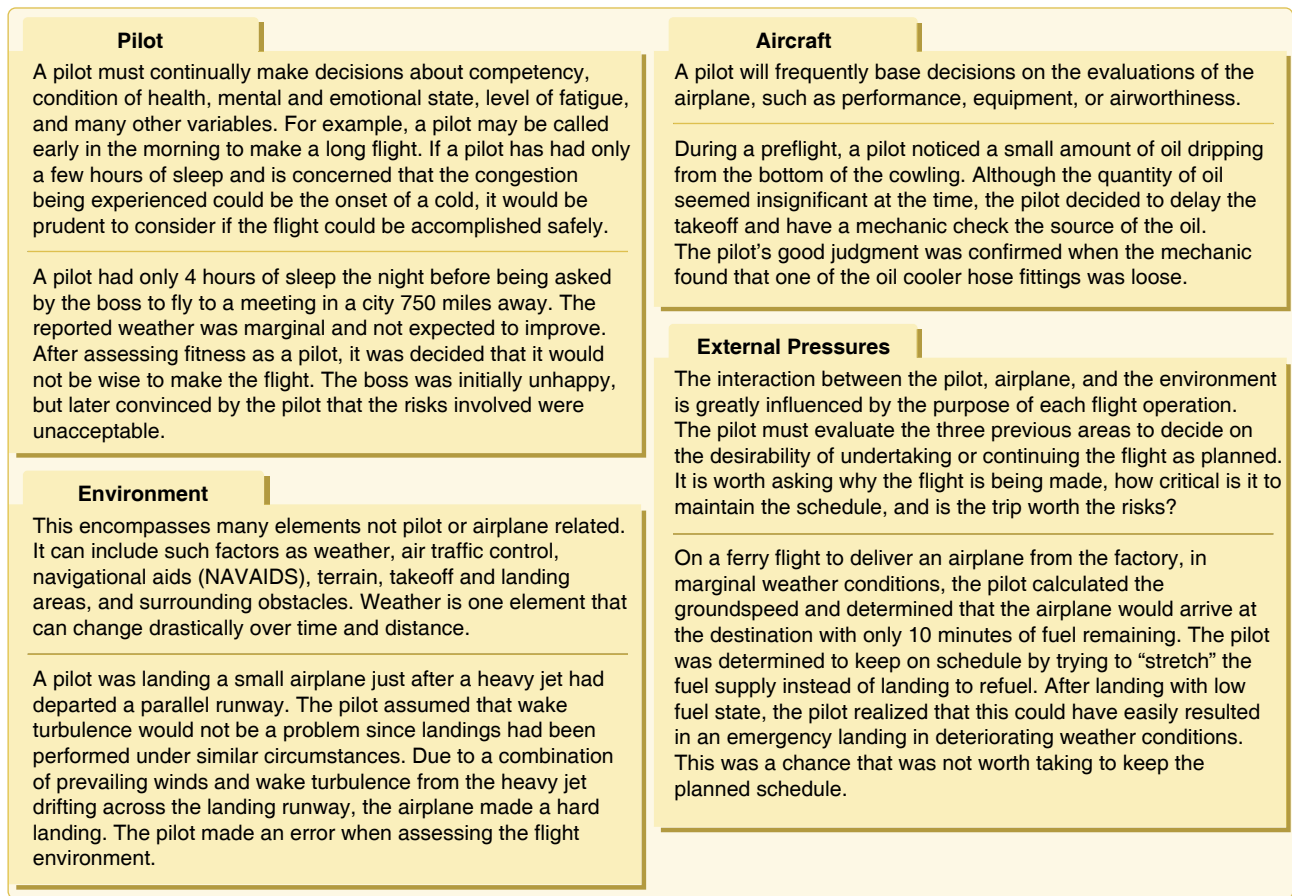 Pilot
A pilot must continually make decisions about competency,
condition of health, mental and emotional state, level of fatigue,
and many other variables. For example, a pilot may be called
early in the morning to make a long flight. If a pilot has had only
a few hours of sleep and is concerned that the congestion
being experienced could be the onset of a cold, it would be
prudent to consider if the flight could be accomplished safely.
A pilot had only 4 hours of sleep the night before being asked
by the boss to fly to a meeting in a city 750 miles away. The
reported weather was marginal and not expected to improve.
After assessing fitness as a pilot, it was decided that it would
not be wise to make the flight. The boss was initially unhappy,
but later convinced by the pilot that the risks involved were
unacceptable.
Environment
This encompasses many elements not pilot or airplane related.
It can include such factors as weather, air traffic control,
navigational aids (NAVAIDS), terrain, takeoff and landing
areas, and surrounding obstacles. Weather is one element that
can change drastically over time and distance.
A pilot was landing a small airplane just after a heavy jet had
departed a parallel runway. The pilot assumed that wake
turbulence would not be a problem since landings had been
performed under similar circumstances. Due to a combination
of prevailing winds and wake turbulence from the heavy jet
drifting across the landing runway, the airplane made a hard
landing. The pilot made an error when assessing the flight
environment.
Aircraft
A pilot will frequently base decisions on the evaluations of the
airplane, such as performance, equipment, or airworthiness.
During a preflight, a pilot noticed a small amount of oil dripping
from the bottom of the cowling. Although the quantity of oil
seemed insignificant at the time, the pilot decided to delay the
takeoff and have a mechanic check the source of the oil.
The pilot's good judgment was confirmed when the mechanic
found that one of the oil cooler hose fittings was loose.
External Pressures
The interaction between the pilot, airplane, and the environment
is greatly influenced by the purpose of each flight operation.
The pilot must evaluate the three previous areas to decide on
the desirability of undertaking or continuing the flight as planned.
It is worth asking why the flight is being made, how critical is it to
maintain the schedule, and is the trip worth the risks?
On a ferry flight to deliver an airplane from the factory, in
marginal weather conditions, the pilot calculated the
groundspeed and determined that the airplane would arrive at
the destination with only 10 minutes of fuel remaining. The pilot
was determined to keep on schedule by trying to “stretch” the
fuel supply instead of landing to refuel. After landing with low
fuel state, the pilot realized that this could have easily resulted
in an emergency landing in deteriorating weather conditions.
This was a chance that was not worth taking to keep the
planned schedule.